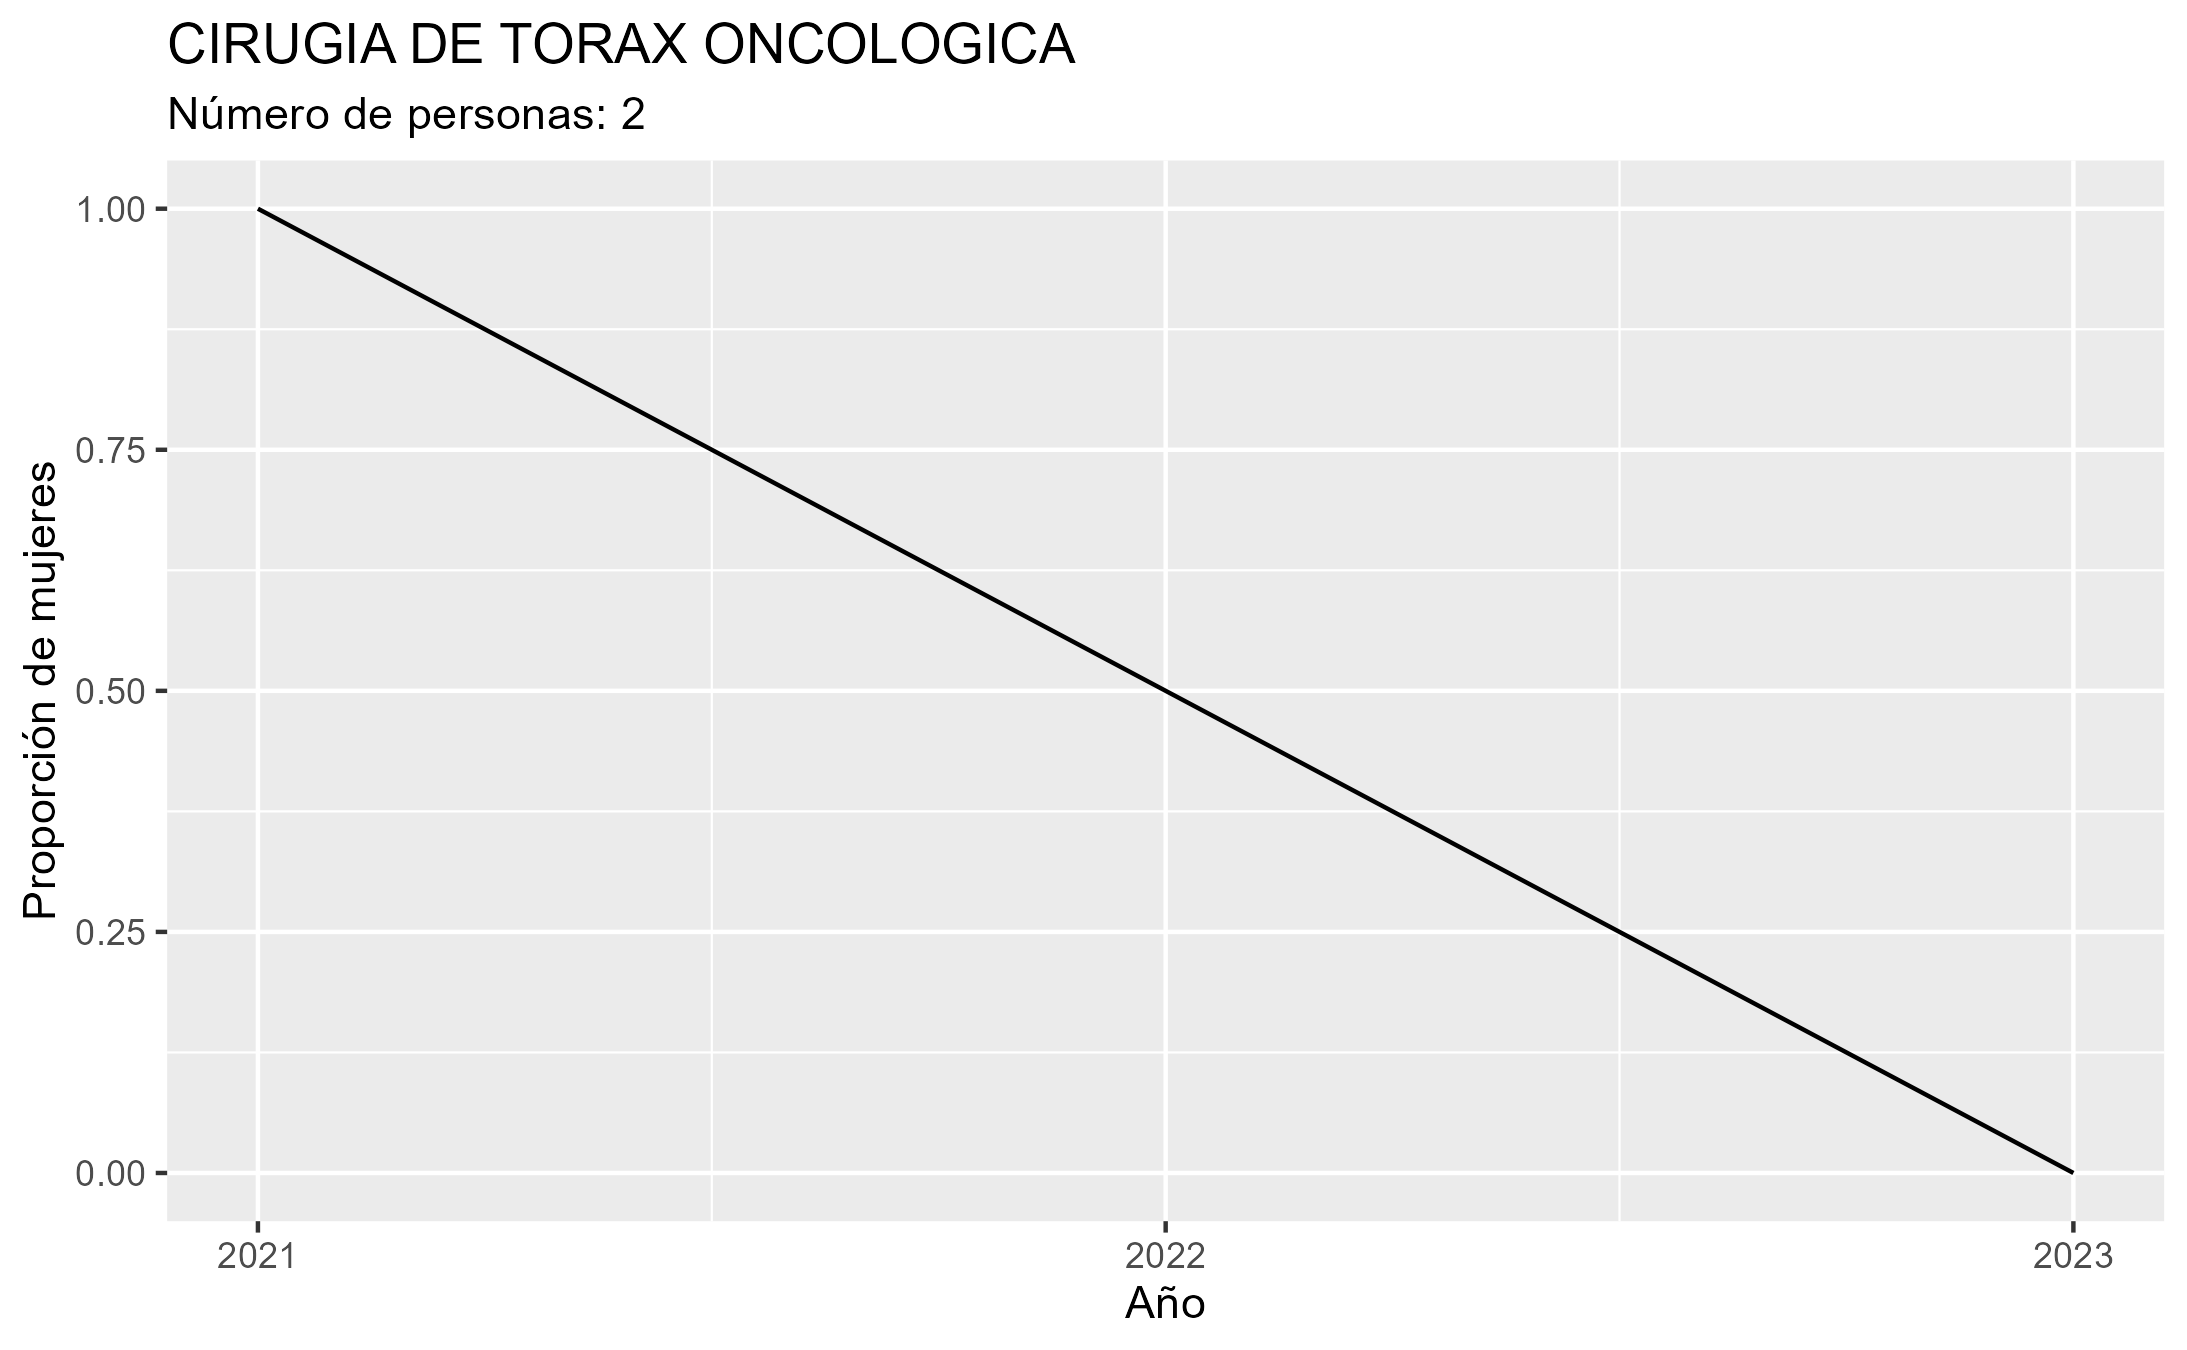 CIRUGIA DE TORAX ONCOLOGICA
Número de personas: 2
Proporción de mujeres
1.00
0.75
0.50
0.25
0.00
2021
2022
2023
Año